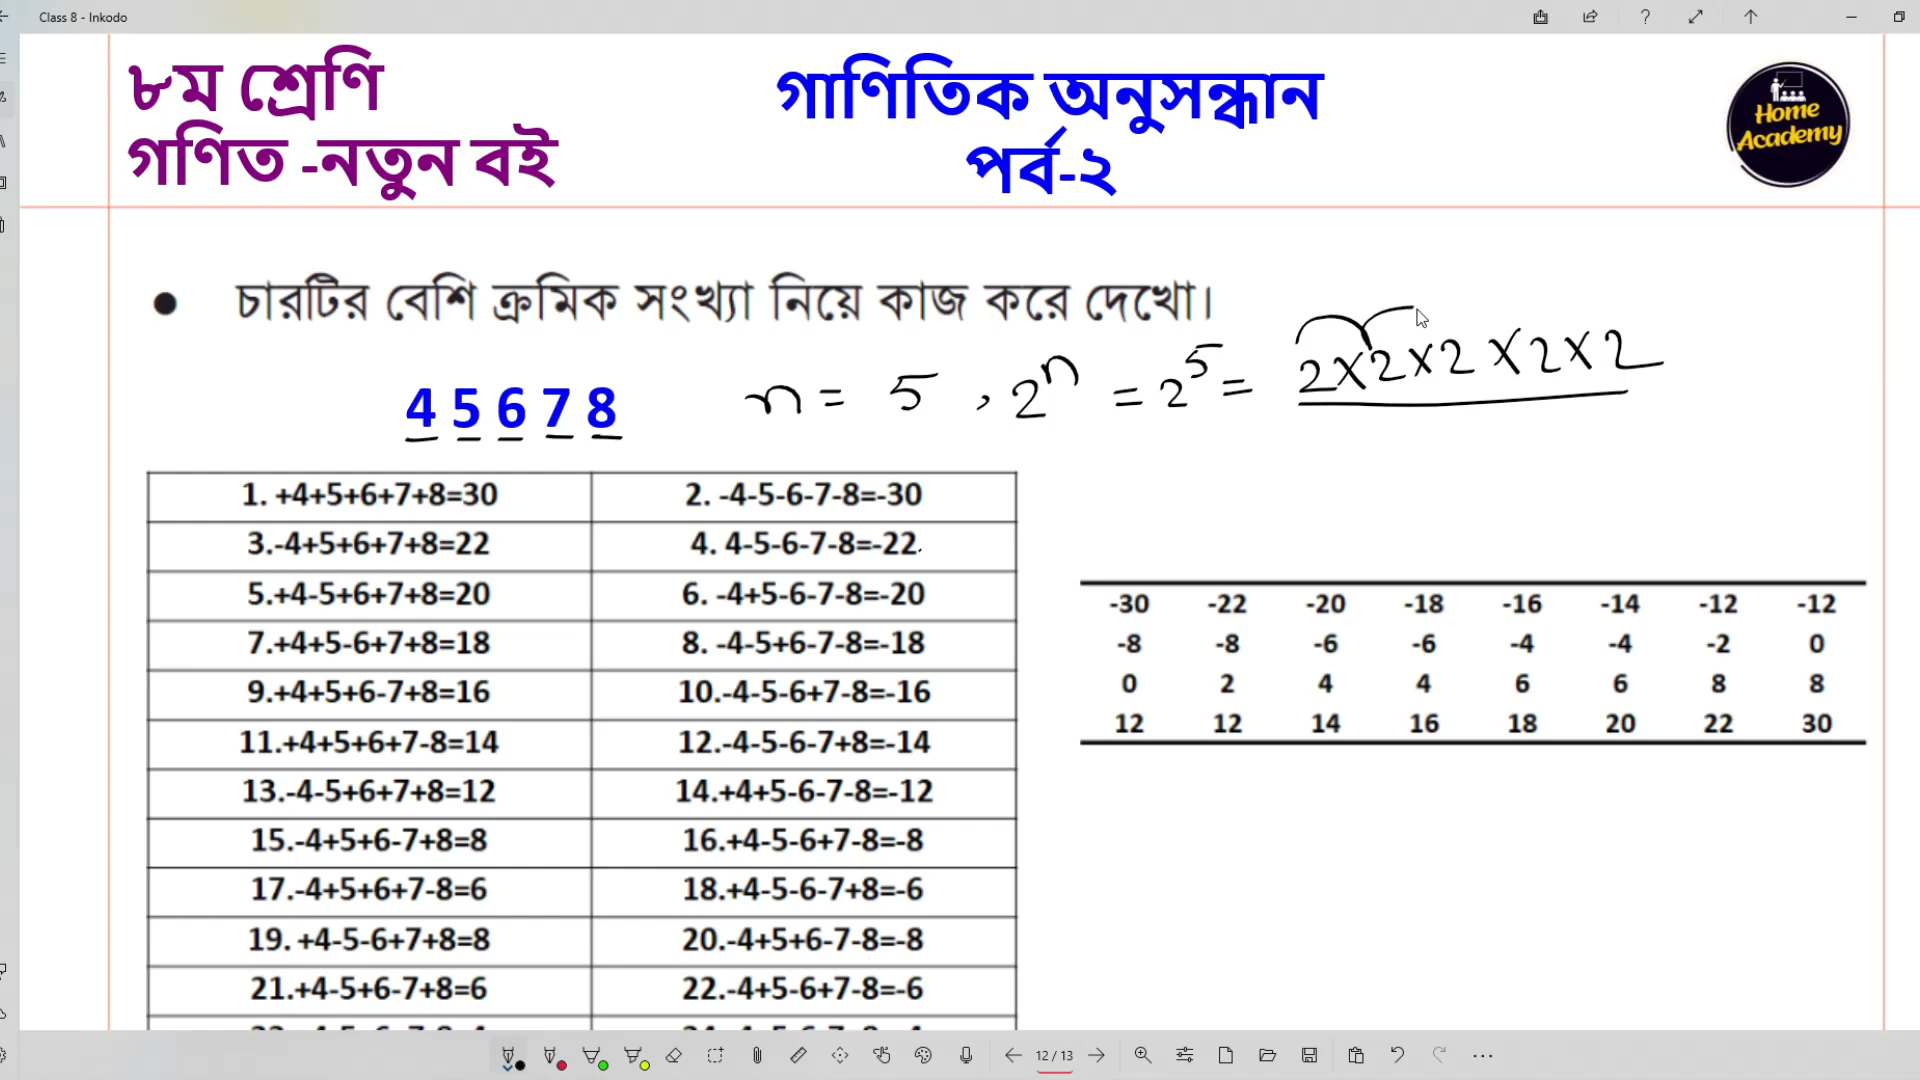 Class 8 - Inkodo
৮ম শ্রেণি
গণিত -নতুন বই
গাণিতিক অনুসন্ধান
পর্ব-২
Home
Academy
● চারটির বেশি ক্রমিক সংখ্যা নিয়ে কাজ করে দেখো।
4 5 6 7 8
n = 5 , 2^n = 2^5 = 2×2×2×2×2
1. +4+5+6+7+8=30 2. -4-5-6-7-8=-30
3.-4+5+6+7+8=22 4. 4-5-6-7-8=-22
5.+4-5+6+7+8=20 6. -4+5-6-7-8=-20
7.+4+5-6+7+8=18 8. -4-5+6-7-8=-18
9.+4+5+6-7+8=16 10.-4-5-6+7-8=-16
11.+4+5+6+7-8=14 12.-4-5-6-7+8=-14
13.-4-5+6+7+8=12 14.+4+5-6-7-8=-12
15.-4+5+6-7+8=8 16.+4-5-6+7-8=-8
17.-4+5+6+7-8=6 18.+4-5-6-7+8=-6
19. +4-5-6+7+8=8 20.-4+5+6-7-8=-8
21.+4-5+6-7+8=6 22.-4+5-6+7-8=-6
-30 -22 -20 -18 -16 -14 -12 -12
-8 -8 -6 -6 -4 -4 -2 0
0 2 4 4 6 6 8 8
12 12 14 16 18 20 22 30
12 / 13